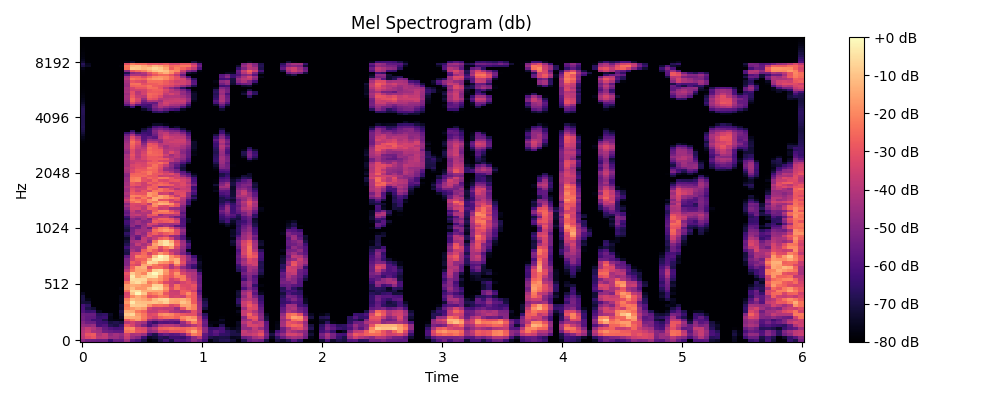 Mel Spectrogram (db)
8192
4096
2048
1024
512
0
Hz
0 1 2 3 4 5 6
Time
+0 dB
-10 dB
-20 dB
-30 dB
-40 dB
-50 dB
-60 dB
-70 dB
-80 dB